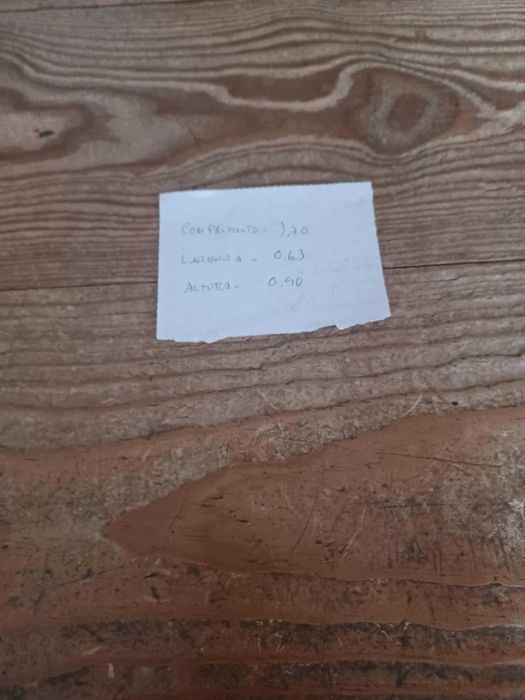 COMPRIMENTO - 1,70
LARGURA - 0,63
ALTURA - 0,90